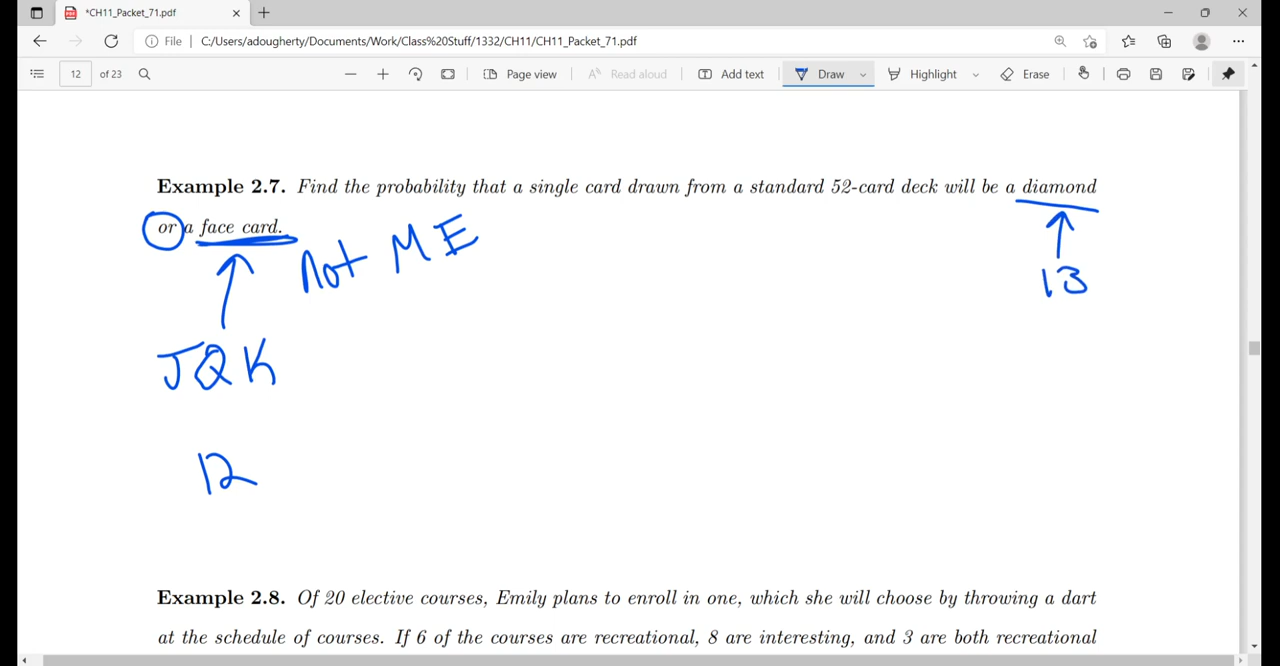 *CH11_Packet_71.pdf
File C:/Users/adougherty/Documents/Work/Class%20Stuff/1332/CH11/CH11_Packet_71.pdf
12 of 23 Page view Read aloud Add text Draw Highlight Erase
Example 2.7. Find the probability that a single card drawn from a standard 52-card deck will be a diamond
or a face card.
not ME
13
JQK
12
Example 2.8. Of 20 elective courses, Emily plans to enroll in one, which she will choose by throwing a dart
at the schedule of courses. If 6 of the courses are recreational, 8 are interesting, and 3 are both recreational